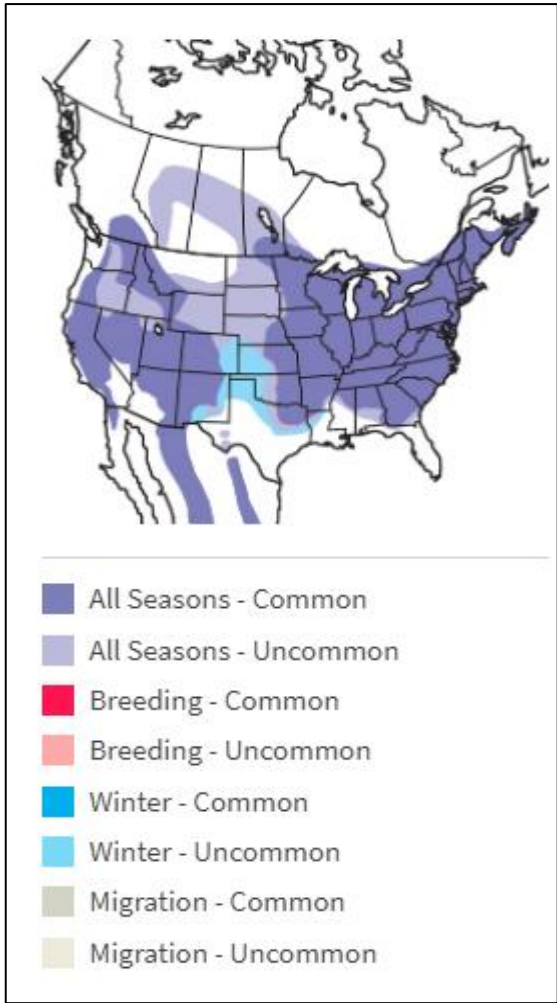 All Seasons - Common
All Seasons - Uncommon
Breeding - Common
Breeding - Uncommon
Winter - Common
Winter - Uncommon
Migration - Common
Migration - Uncommon